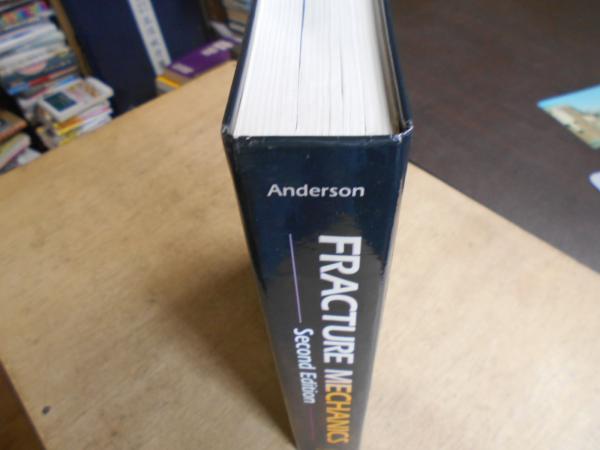 Anderson
FRACTURE MECHANICS
Second Edition